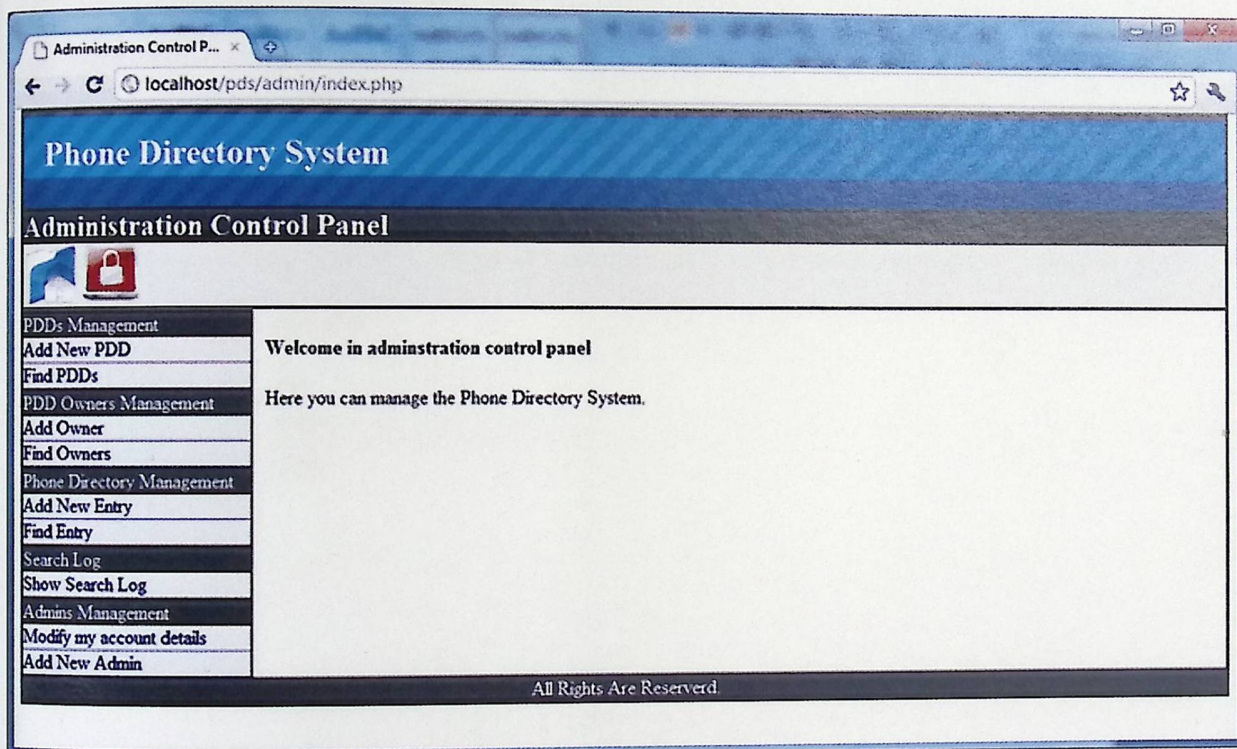 Administration Control P...
localhost/pds/admin/index.php
Phone Directory System
Administration Control Panel
PDDs Management
Add New PDD
Find PDDs
PDD Owners Management
Add Owner
Find Owners
Phone Directory Management
Add New Entry
Find Entry
Search Log
Show Search Log
Admins Management
Modify my account details
Add New Admin
Welcome in adminstration control panel
Here you can manage the Phone Directory System.
All Rights Are Reserverd.